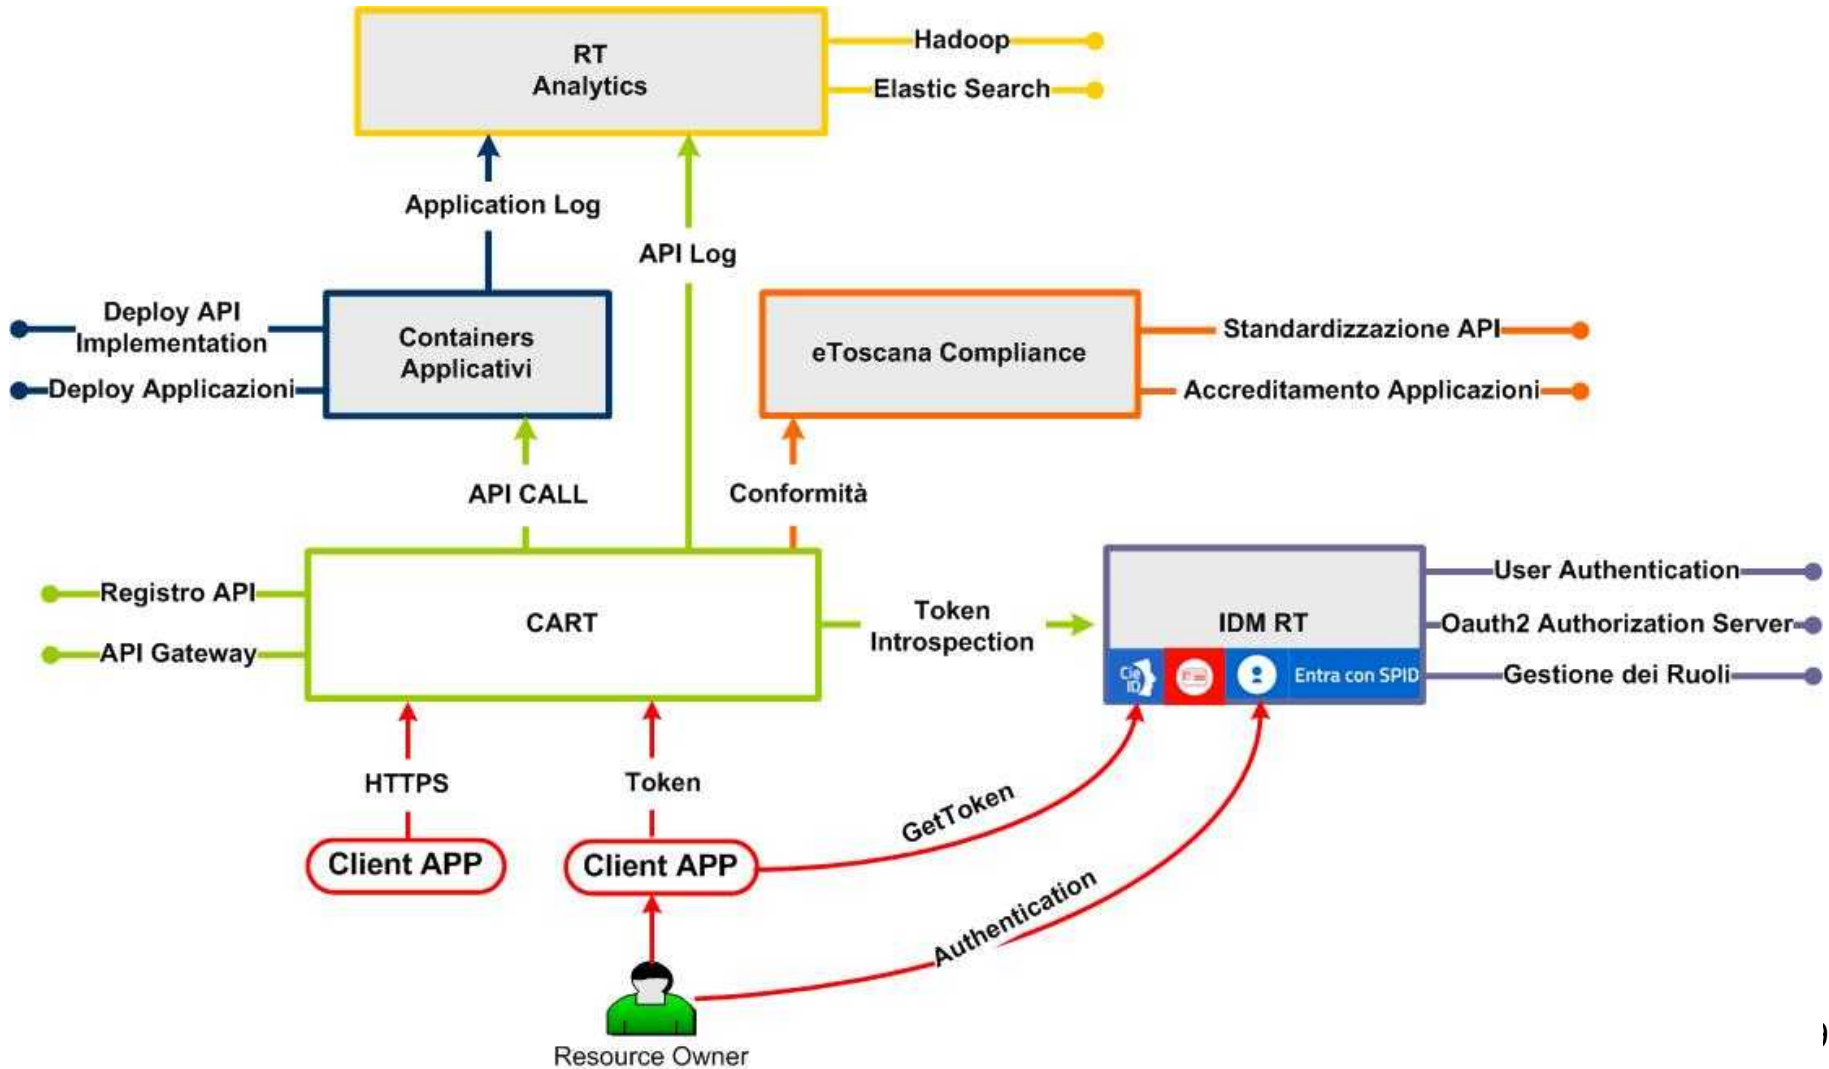 RT
Analytics
Hadoop
Elastic Search
Application Log
API Log
Deploy API
Implementation
Deploy Applicazioni
Containers
Applicativi
eToscana Compliance
Standardizzazione API
Accreditamento Applicazioni
API CALL
Conformità
Registro API
API Gateway
CART
Token
Introspection
IDM RT
Cie
ID
Entra con SPID
User Authentication
Oauth2 Authorization Server
Gestione dei Ruoli
HTTPS
Token
GetToken
Client APP
Client APP
Authentication
Resource Owner